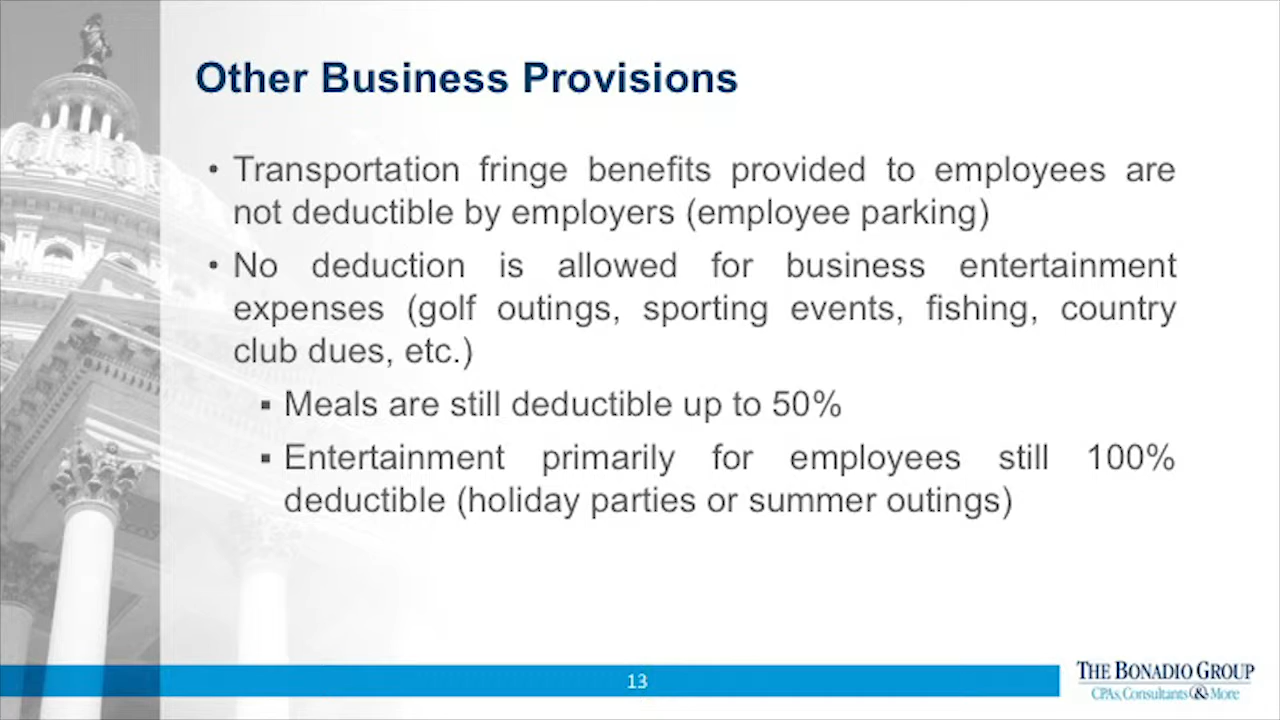 Other Business Provisions
• Transportation fringe benefits provided to employees are
not deductible by employers (employee parking)
• No deduction is allowed for business entertainment
expenses (golf outings, sporting events, fishing, country
club dues, etc.)
▪ Meals are still deductible up to 50%
▪ Entertainment primarily for employees still 100%
deductible (holiday parties or summer outings)
13
THE BONADIO GROUP
CPAs, Consultants & More